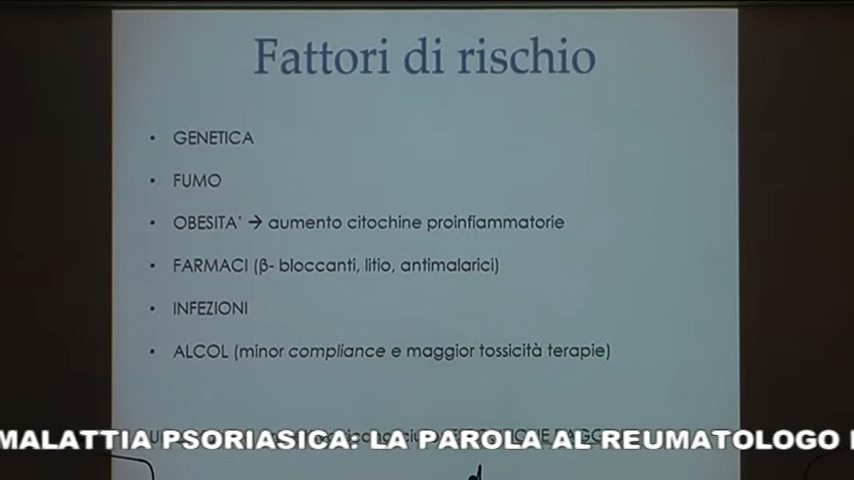 Fattori di rischio
• GENETICA
• FUMO
• OBESITA' → aumento citochine proinfiammatorie
• FARMACI (β- bloccanti, litio, antimalarici)
• INFEZIONI
• ALCOL (minor compliance e maggior tossicità terapie)
MALATTIA PSORIASICA: LA PAROLA AL REUMATOLOGO